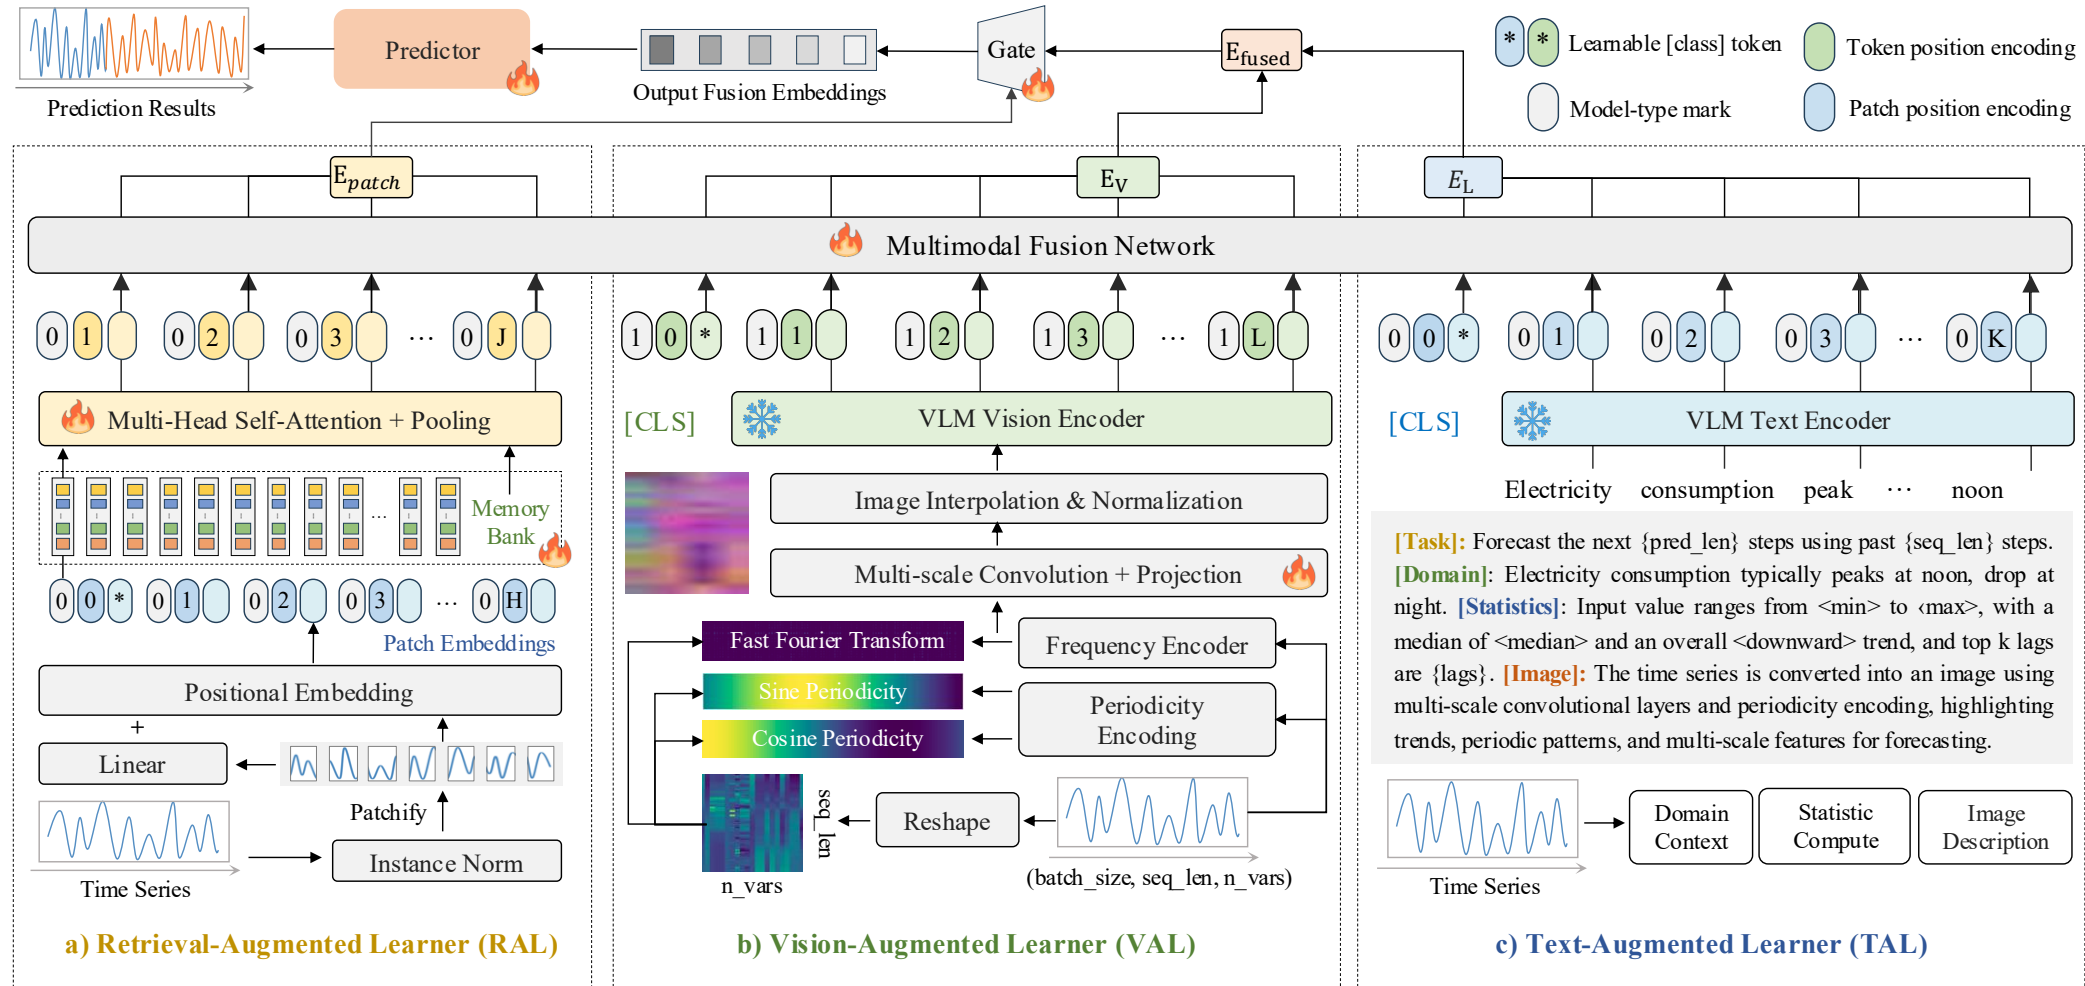 Prediction Results
Predictor
Output Fusion Embeddings
Gate
E_fused
* * Learnable [class] token
Token position encoding
Model-type mark
Patch position encoding
E_patch
E_V
E_L
Multimodal Fusion Network
0 1 0 2 0 3 ... 0 J
1 0 * 1 1 1 2 1 3 ... 1 L
0 0 * 0 1 0 2 0 3 ... 0 K
Multi-Head Self-Attention + Pooling
Memory
Bank
...
0 0 * 0 1 0 2 0 3 ... 0 H
Patch Embeddings
Positional Embedding
+
Linear
Patchify
Instance Norm
Time Series
a) Retrieval-Augmented Learner (RAL)
[CLS]
VLM Vision Encoder
Image Interpolation & Normalization
Multi-scale Convolution + Projection
Fast Fourier Transform
Frequency Encoder
Sine Periodicity
Cosine Periodicity
Periodicity
Encoding
seq_len
Reshape
n_vars
(batch_size, seq_len, n_vars)
b) Vision-Augmented Learner (VAL)
[CLS]
VLM Text Encoder
Electricity consumption peak ... noon
[Task]: Forecast the next {pred_len} steps using past {seq_len} steps.
[Domain]: Electricity consumption typically peaks at noon, drop at
night. [Statistics]: Input value ranges from <min> to <max>, with a
median of <median> and an overall <downward> trend, and top k lags
are {lags}. [Image]: The time series is converted into an image using
multi-scale convolutional layers and periodicity encoding, highlighting
trends, periodic patterns, and multi-scale features for forecasting.
Time Series
Domain
Context
Statistic
Compute
Image
Description
c) Text-Augmented Learner (TAL)